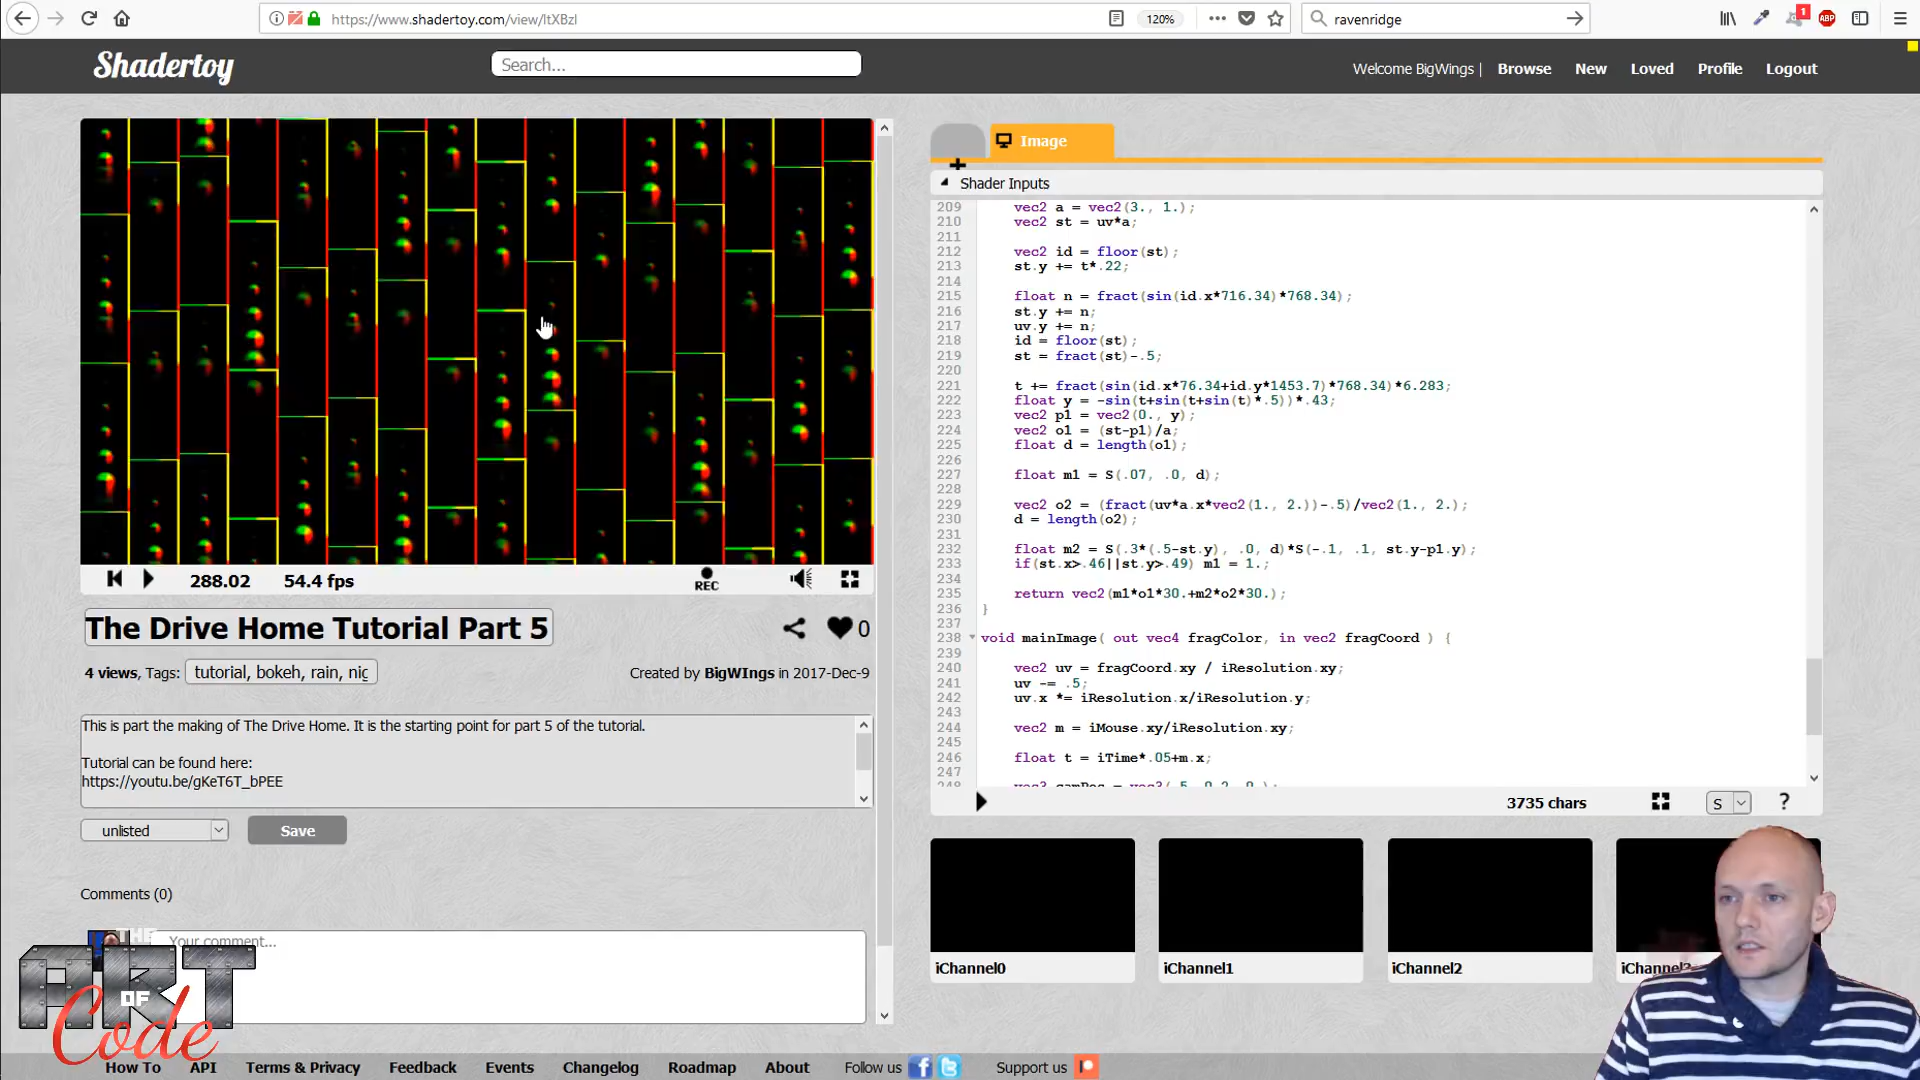 https://www.shadertoy.com/view/ltXBzl
120%
ravenridge
1
ABP
Shadertoy
Search...
Welcome BigWings |
Browse
New
Loved
Profile
Logout
Image
Shader Inputs
209 vec2 a = vec2(3., 1.);
210 vec2 st = uv*a;
211
212 vec2 id = floor(st);
213 st.y += t*.22;
214
215 float n = fract(sin(id.x*716.34)*768.34);
216 st.y += n;
217 uv.y += n;
218 id = floor(st);
219 st = fract(st)-.5;
220
221 t += fract(sin(id.x*76.34+id.y*1453.7)*768.34)*6.283;
222 float y = -sin(t+sin(t+sin(t)*.5))*.43;
223 vec2 p1 = vec2(0., y);
224 vec2 o1 = (st-p1)/a;
225 float d = length(o1);
226
227 float m1 = S(.07, .0, d);
228
229 vec2 o2 = (fract(uv*a.x*vec2(1., 2.))-.5)/vec2(1., 2.);
230 d = length(o2);
231
232 float m2 = S(.3*(.5-st.y), .0, d)*S(-.1, .1, st.y-p1.y);
233 if(st.x>.46||st.y>.49) m1 = 1.;
234
235 return vec2(m1*o1*30.+m2*o2*30.);
236 }
237
238 void mainImage( out vec4 fragColor, in vec2 fragCoord ) {
239
240 vec2 uv = fragCoord.xy / iResolution.xy;
241 uv -= .5;
242 uv.x *= iResolution.x/iResolution.y;
243
244 vec2 m = iMouse.xy/iResolution.xy;
245
246 float t = iTime*.05+m.x;
247
3735 chars
S
?
288.02
54.4 fps
REC
The Drive Home Tutorial Part 5
0
4 views, Tags: tutorial, bokeh, rain, nig
Created by BigWIngs in 2017-Dec-9
This is part the making of The Drive Home. It is the starting point for part 5 of the tutorial.
Tutorial can be found here:
https://youtu.be/gKeT6T_bPEE
unlisted
Save
Comments (0)
Your comment...
iChannel0
iChannel1
iChannel2
THE
ART
OF
Code
How To
API
Terms & Privacy
Feedback
Events
Changelog
Roadmap
About
Follow us
Support us